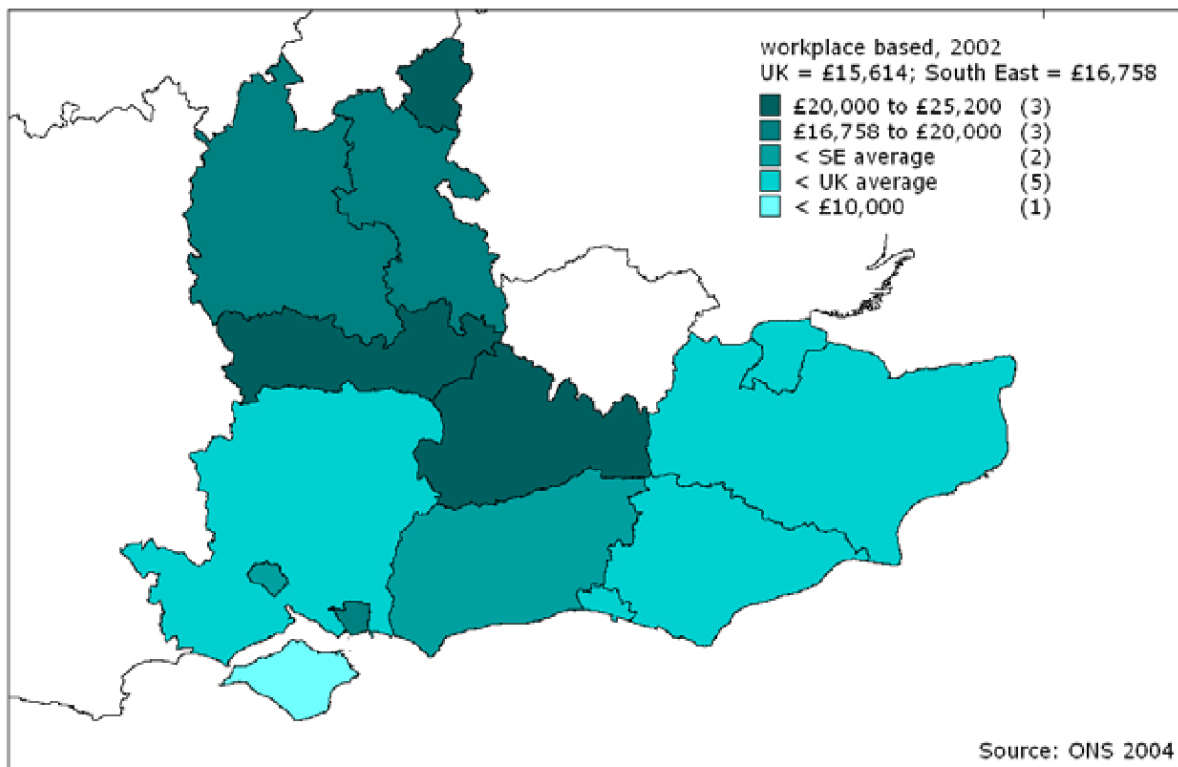 workplace based, 2002
UK = £15,614; South East = £16,758
£20,000 to £25,200 (3)
£16,758 to £20,000 (3)
< SE average (2)
< UK average (5)
< £10,000 (1)
Source: ONS 2004